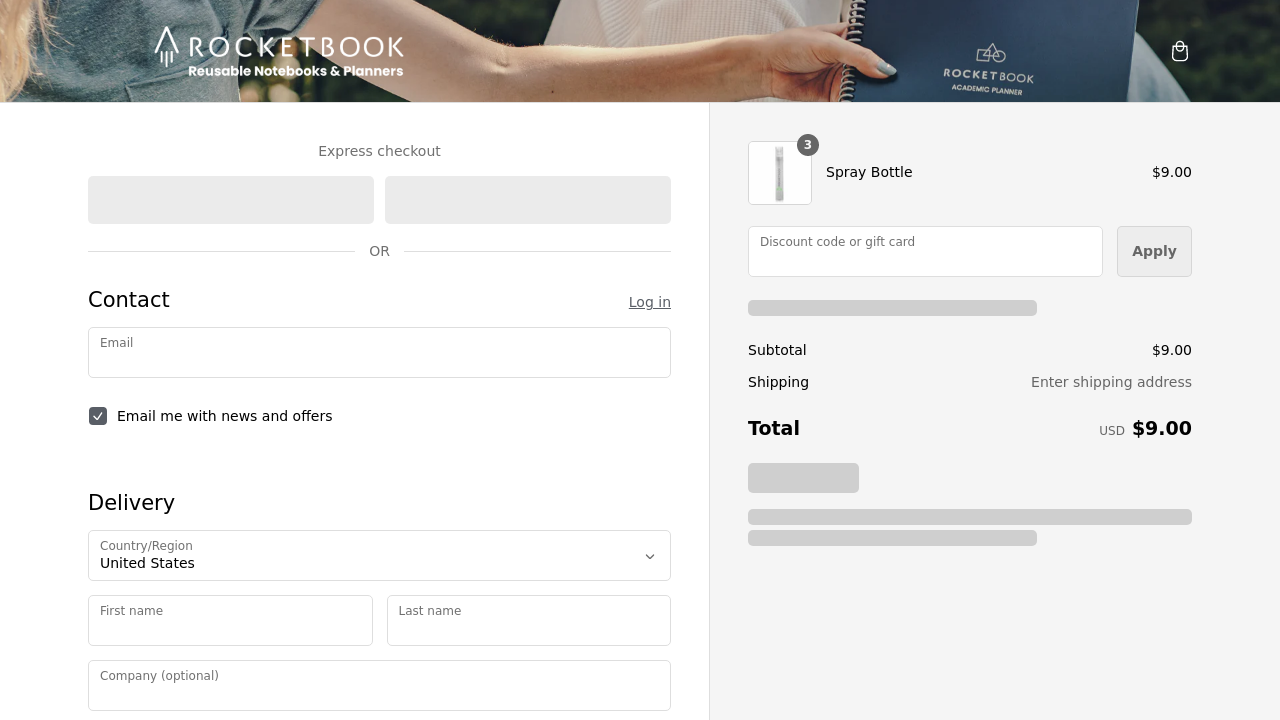 ROCKETBOOK
Reusable Notebooks & Planners
ROCKETBOOK
ACADEMIC PLANNER
Express checkout
OR
Contact
Log in
Email
Email me with news and offers
Delivery
Country/Region
United States
First name
Last name
Company (optional)
3
Spray Bottle
$9.00
Discount code or gift card
Apply
Subtotal
$9.00
Shipping
Enter shipping address
Total
USD $9.00